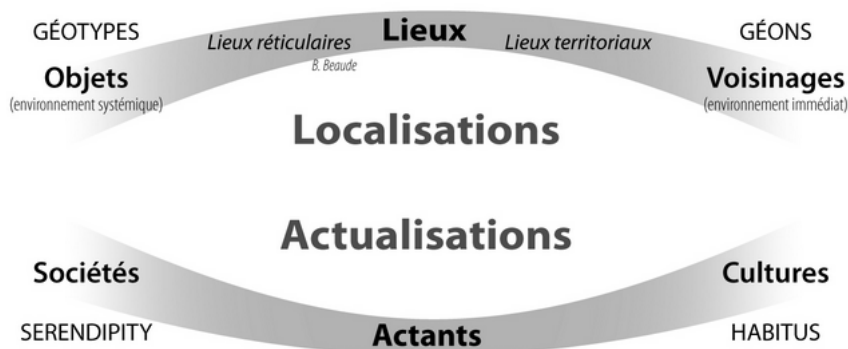 GÉOTYPES Lieux GÉONS
Lieux réticulaires Lieux territoriaux
B. Beaude
Objets Voisinages
(environnement systémique) (environnement immédiat)
Localisations
Actualisations
Sociétés Cultures
SERENDIPITY Actants HABITUS